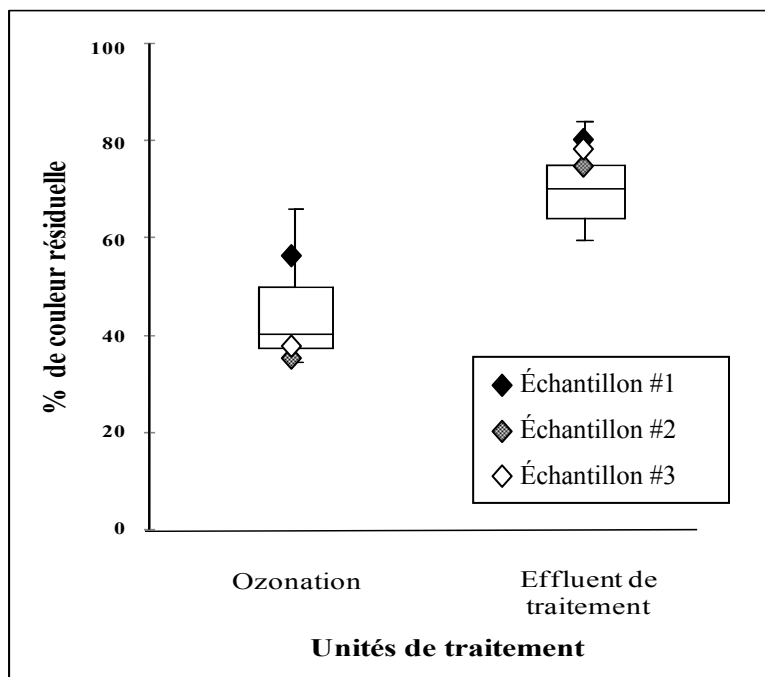 100
80
60
40
20
0
% de couleur résiduelle
Échantillon #1
Échantillon #2
Échantillon #3
Ozonation
Effluent de
traitement
Unités de traitement